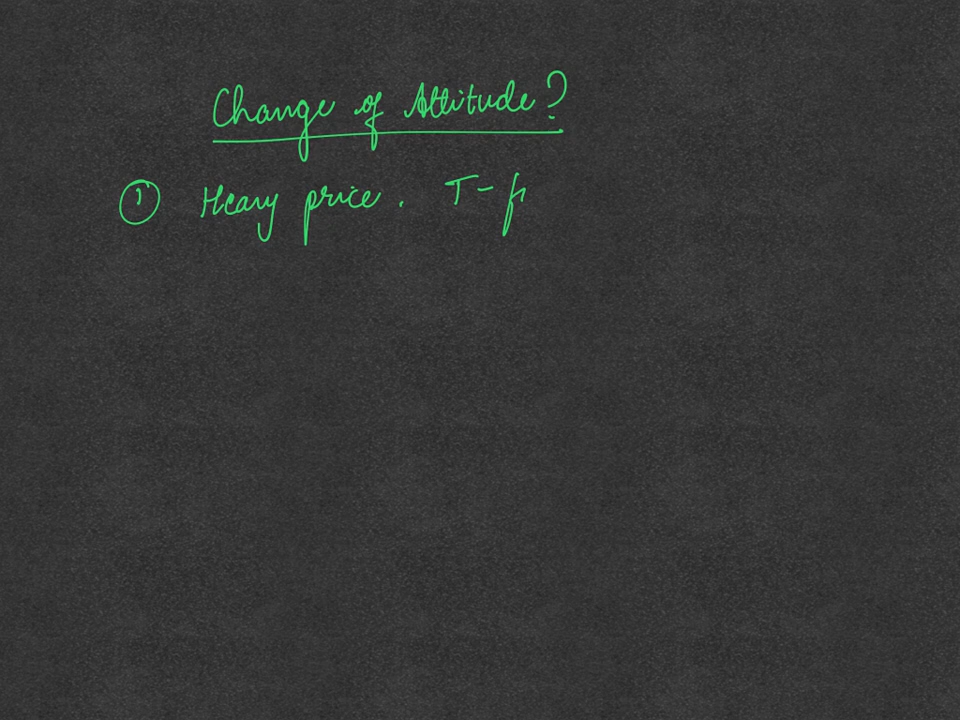 Change of Attitude?
① Heavy price. T-